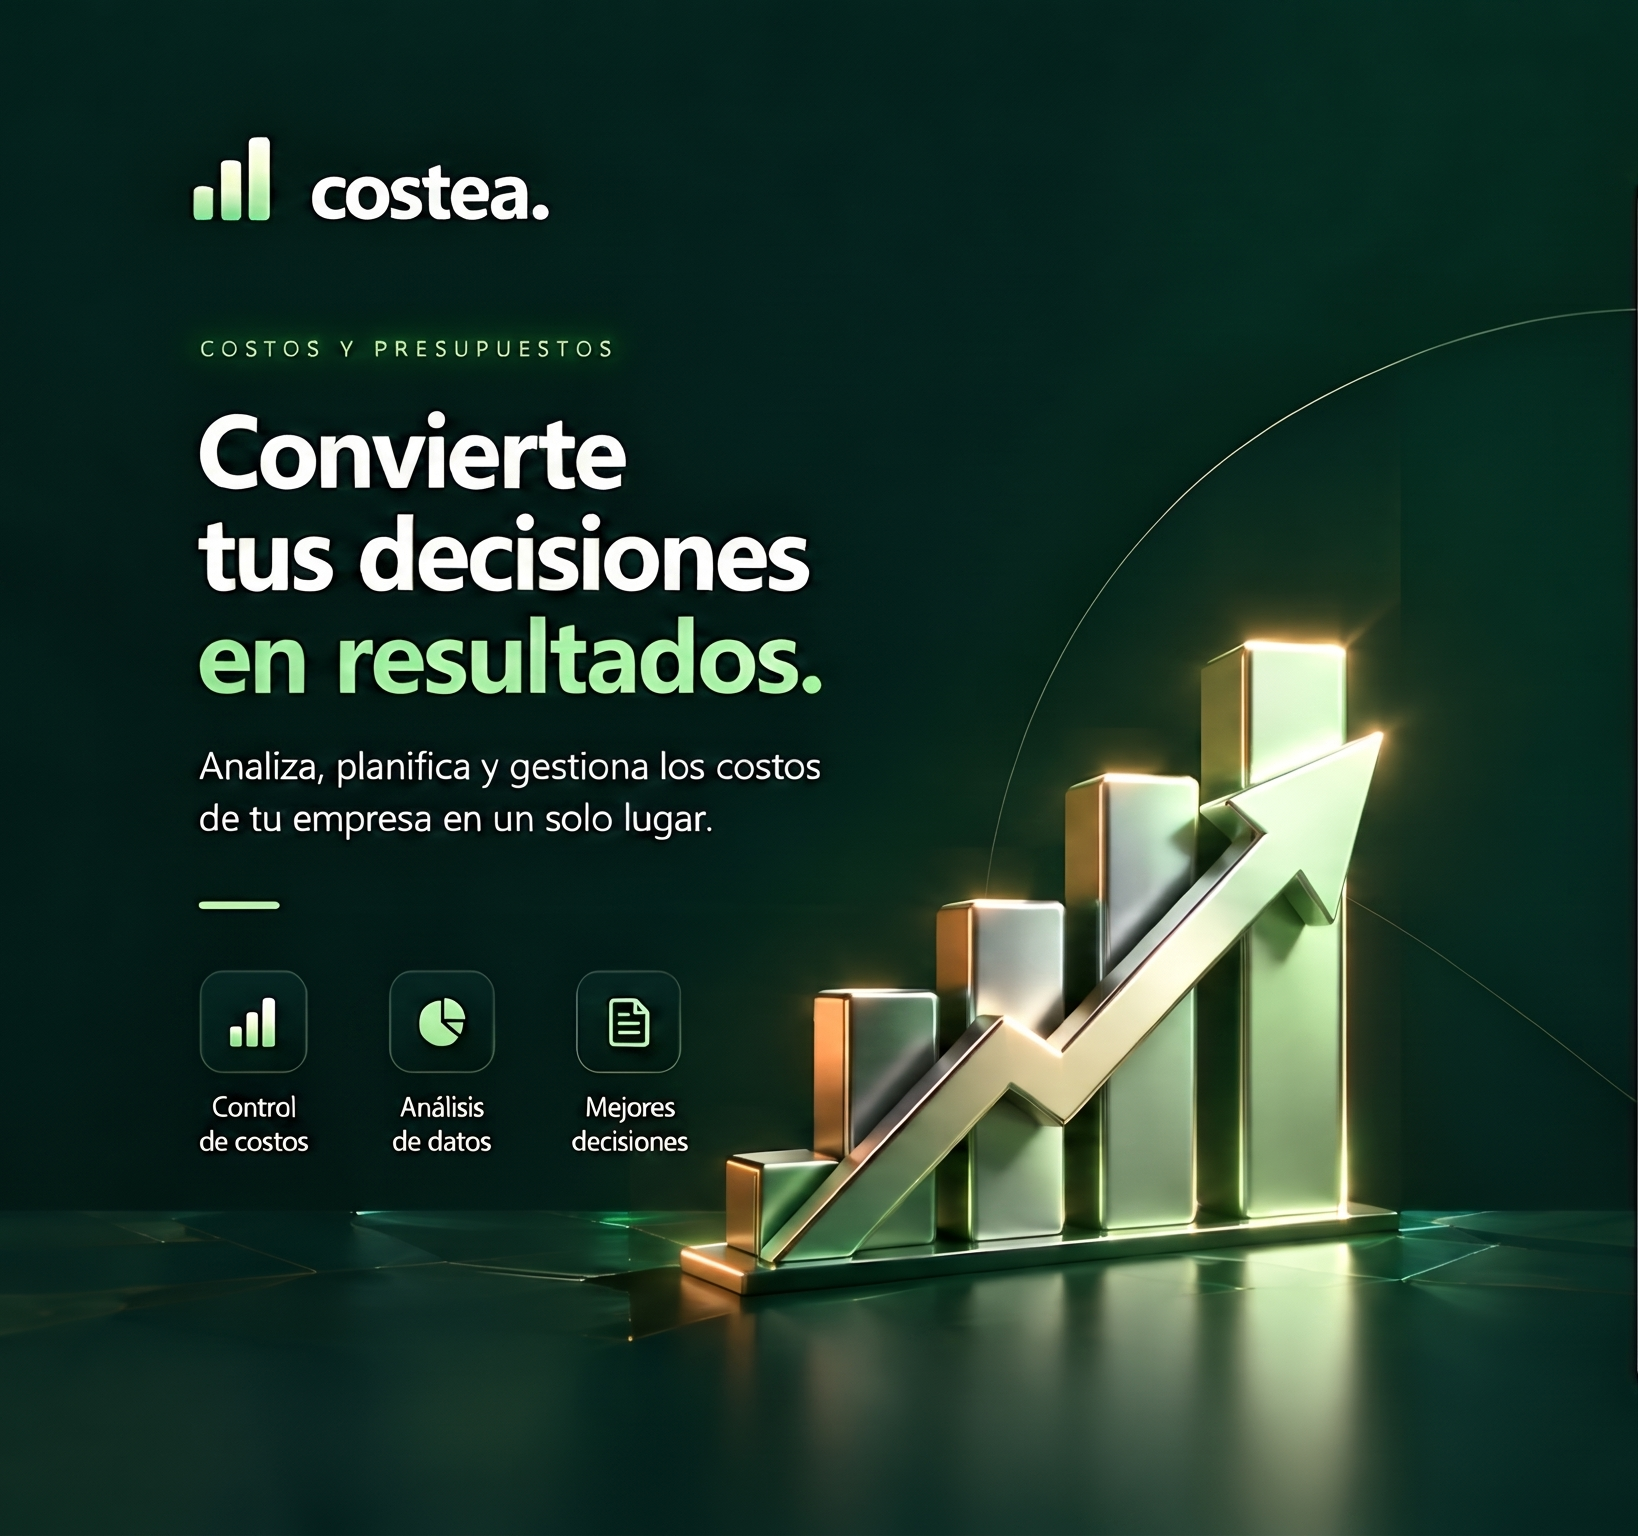 costea.
COSTOS Y PRESUPUESTOS
Convierte
tus decisiones
en resultados.
Analiza, planifica y gestiona los costos
de tu empresa en un solo lugar.
Control
de costos
Análisis
de datos
Mejores
decisiones